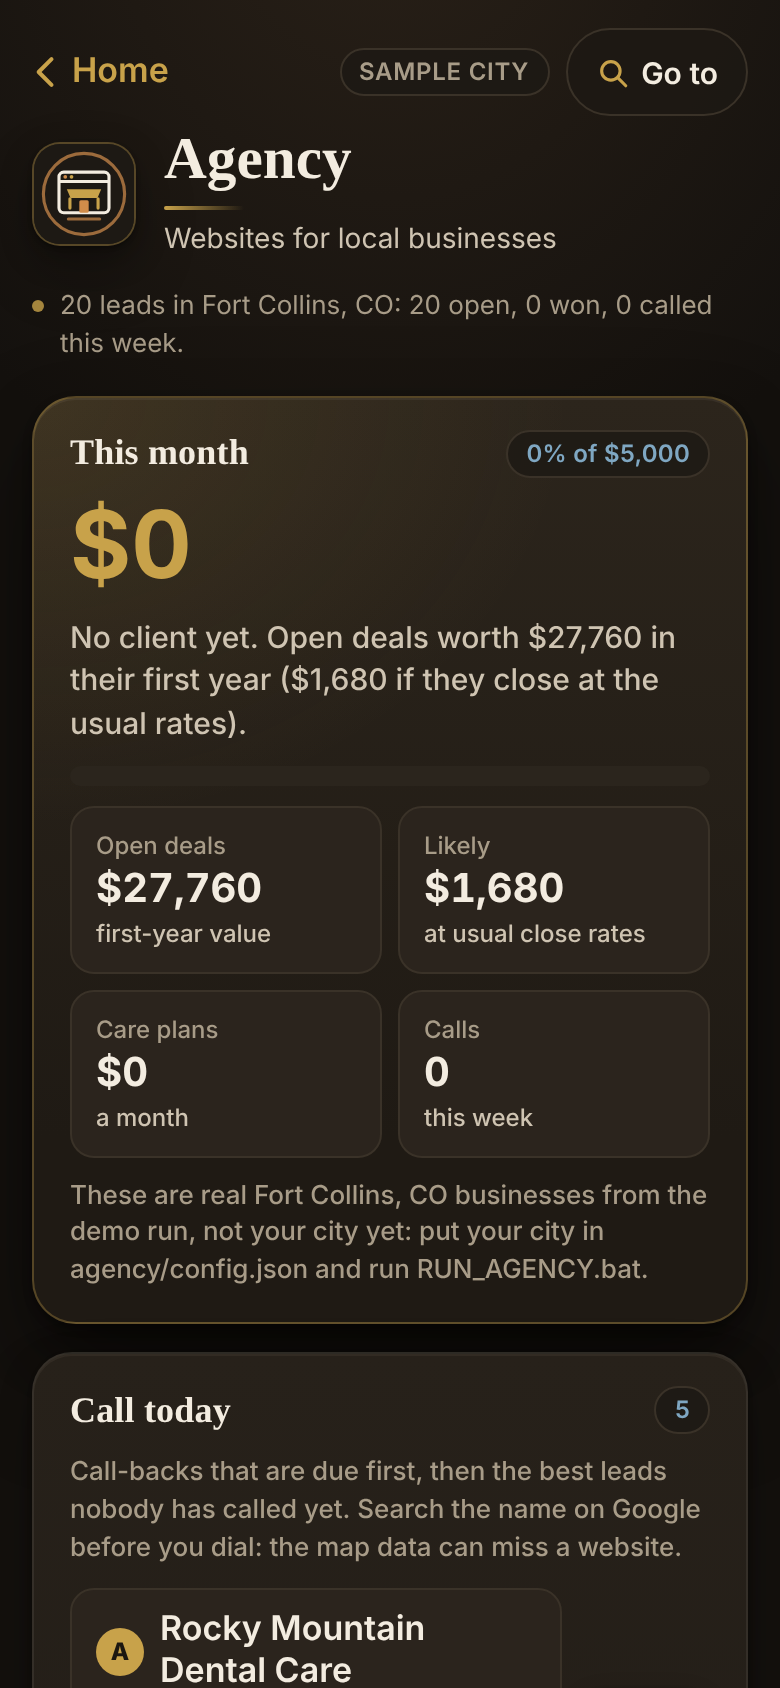 Home
SAMPLE CITY
Go to
Agency
Websites for local businesses
20 leads in Fort Collins, CO: 20 open, 0 won, 0 called
this week.
This month
0% of $5,000
$0
No client yet. Open deals worth $27,760 in
their first year ($1,680 if they close at the
usual rates).
Open deals
$27,760
first-year value
Likely
$1,680
at usual close rates
Care plans
$0
a month
Calls
0
this week
These are real Fort Collins, CO businesses from the
demo run, not your city yet: put your city in
agency/config.json and run RUN_AGENCY.bat.
Call today
5
Call-backs that are due first, then the best leads
nobody has called yet. Search the name on Google
before you dial: the map data can miss a website.
A
Rocky Mountain
Dental Care